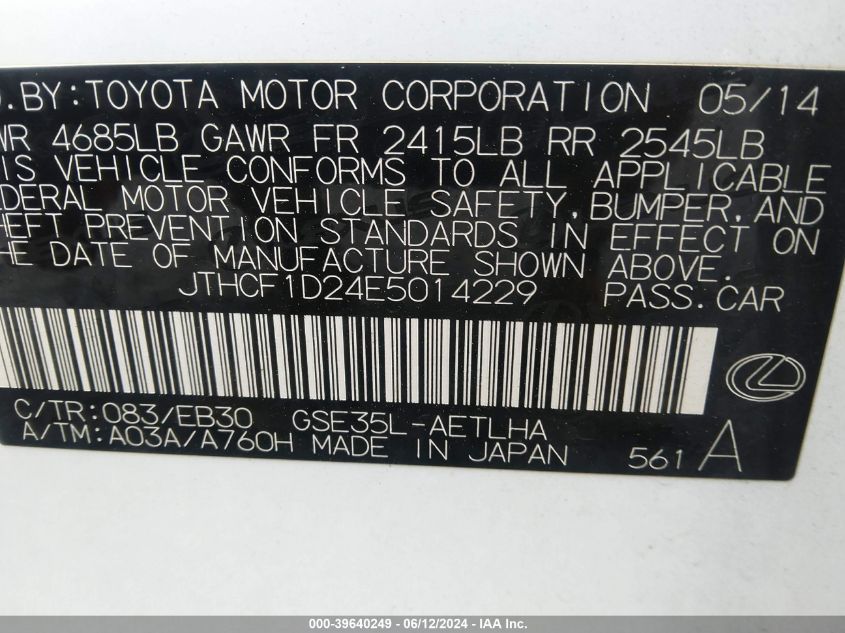 D.BY:TOYOTA MOTOR CORPORATION 05/14
WR 4685LB GAWR FR 2415LB RR 2545LB
IS VEHICLE CONFORMS TO ALL APPLICABLE
EDERAL MOTOR VEHICLE SAFETY, BUMPER, AND
HEFT PREVENTION STANDARDS IN EFFECT ON
HE DATE OF MANUFACTURE SHOWN ABOVE.
JTHCF1D24E5014229 PASS.CAR
C/TR:083/EB30 GSE35L-AETLHA
A/TM:A03A/A760H MADE IN JAPAN 561 A
000-39640249 - 06/12/2024 - IAA Inc.